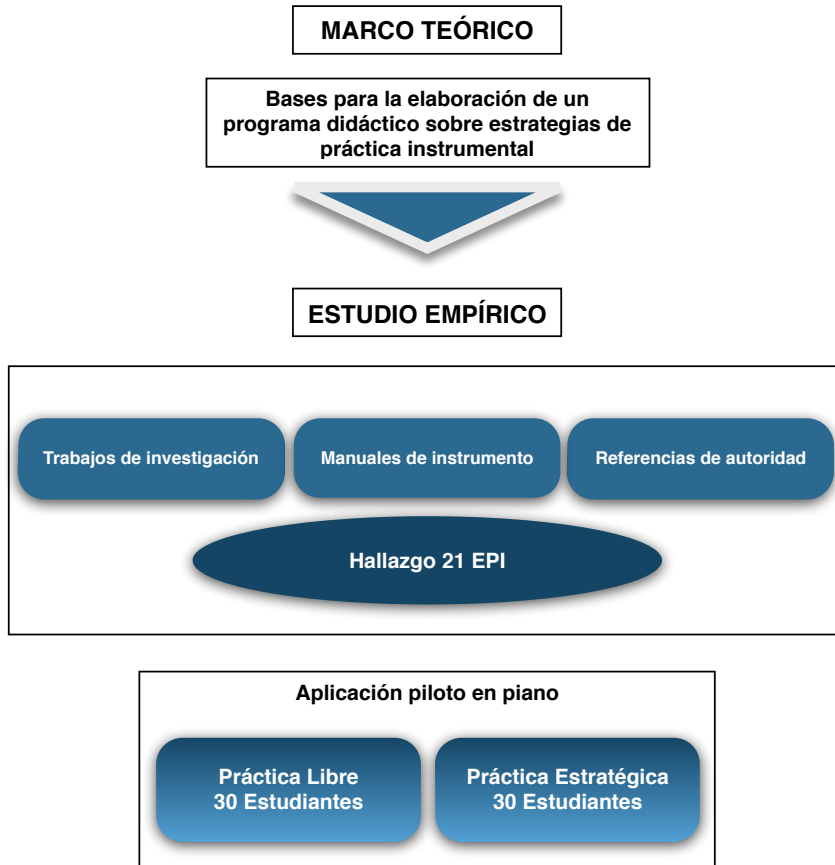 MARCO TEÓRICO
Bases para la elaboración de un
programa didáctico sobre estrategias de
práctica instrumental
ESTUDIO EMPÍRICO
Trabajos de investigación
Manuales de instrumento
Referencias de autoridad
Hallazgo 21 EPI
Aplicación piloto en piano
Práctica Libre
30 Estudiantes
Práctica Estratégica
30 Estudiantes